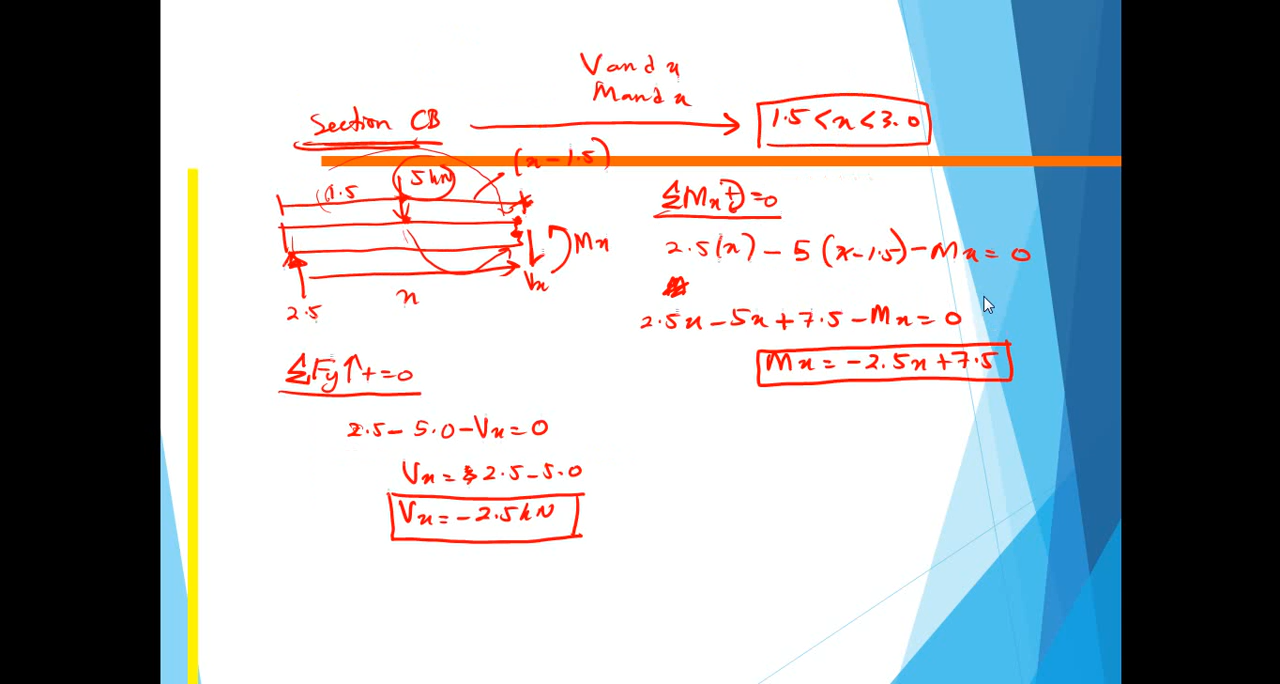 V and x
M and x
Section CB
1.5 < x < 3.0
(x - 1.5)
5 kN
1.5
Mx
Vx
x
2.5
ΣFy↑+ = 0
2.5 - 5.0 - Vx = 0
Vx = 2.5 - 5.0
Vx = -2.5 kN
ΣMx+ = 0
2.5(x) - 5(x-1.5) - Mx = 0
2.5x - 5x + 7.5 - Mx = 0
Mx = -2.5x + 7.5